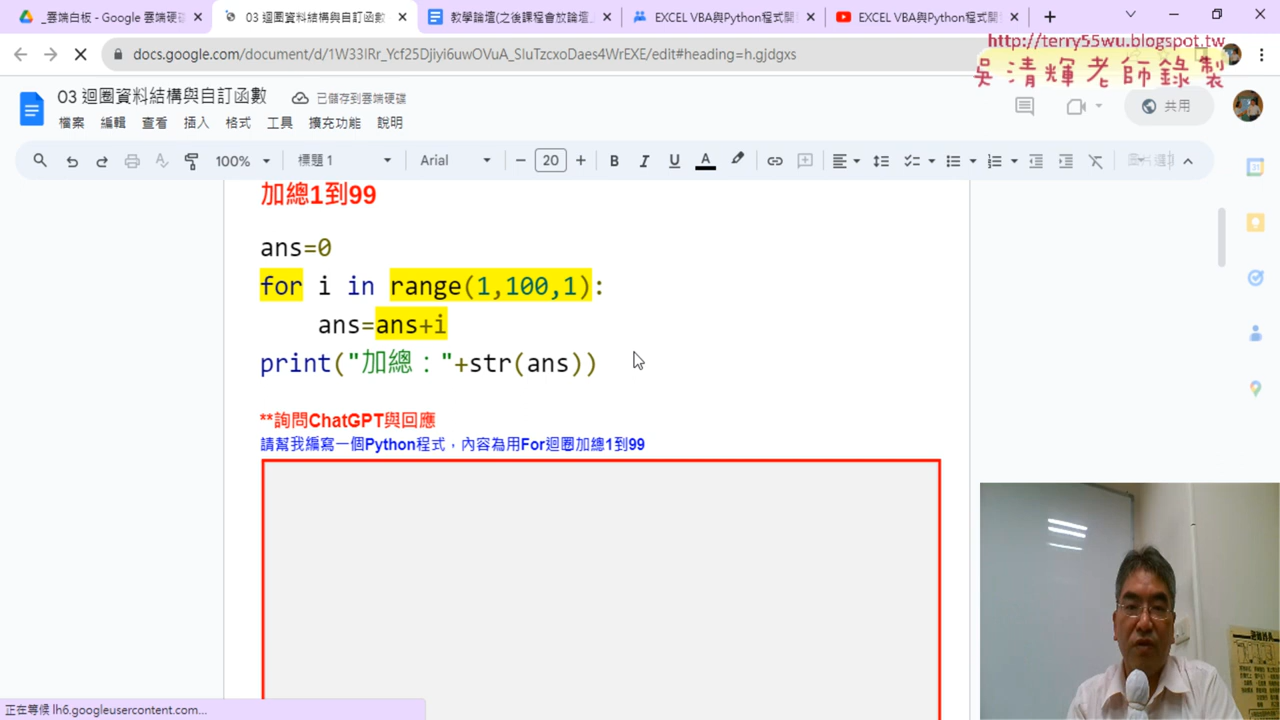 _雲端白板 - Google 雲端硬碟
03 迴圈資料結構與自訂函數
教學論壇(之後課程會放論壇
EXCEL VBA與Python程式開
EXCEL VBA與Python程式開
docs.google.com/document/d/1W33IRr_Ycf25Djiyi6uwOVuA_SluTzcxoDaes4WrEXE/edit#heading=h.gjdgxs
http://terry55wu.blogspot.tw
吳清輝老師錄製
03 迴圈資料結構與自訂函數
已儲存到雲端硬碟
檔案 編輯 查看 插入 格式 工具 擴充功能 說明
共用
100% 標題 1 Arial 20
加總1到99
ans=0
for i in range(1,100,1):
ans=ans+i
print("加總："+str(ans))
**詢問ChatGPT與回應
請幫我編寫一個Python程式，內容為用For迴圈加總1到99
正在等候 lh6.googleusercontent.com...